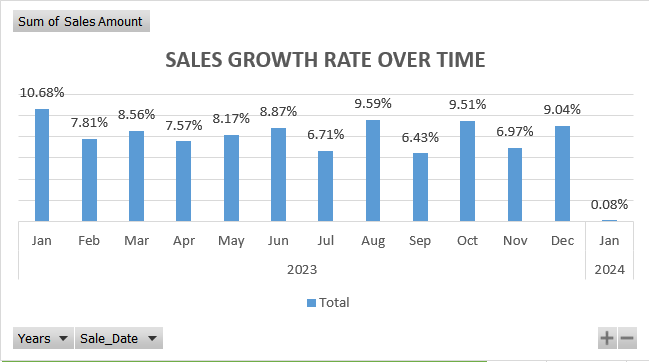 Sum of Sales Amount
SALES GROWTH RATE OVER TIME
10.68%
7.81%
8.56%
7.57%
8.17%
8.87%
6.71%
9.59%
6.43%
9.51%
6.97%
9.04%
0.08%
Jan Feb Mar Apr May Jun Jul Aug Sep Oct Nov Dec Jan
2023 2024
Total
Years Sale_Date